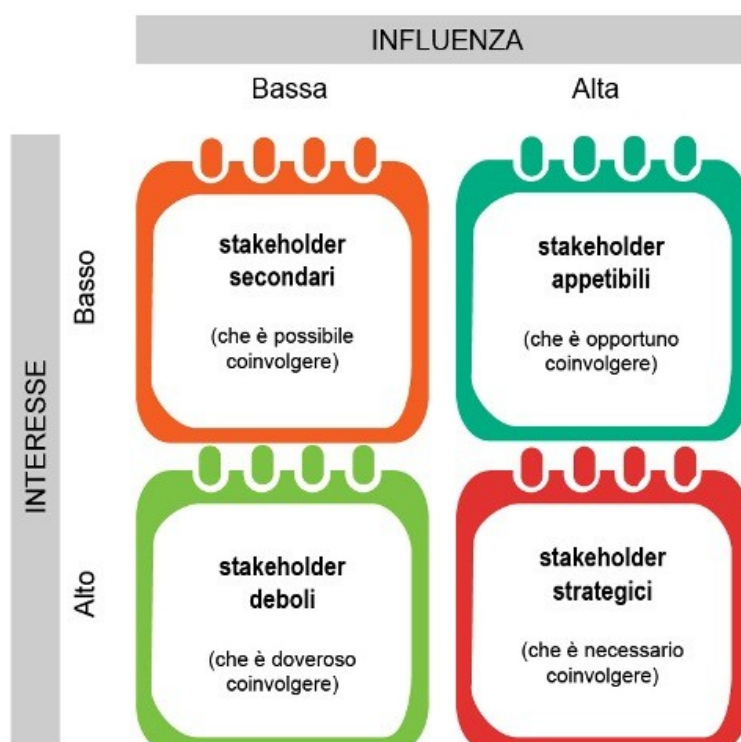 INFLUENZA
Bassa
Alta
INTERESSE
Basso
stakeholder
secondari
(che è possibile
coinvolgere)
stakeholder
appetibili
(che è opportuno
coinvolgere)
Alto
stakeholder
deboli
(che è doveroso
coinvolgere)
stakeholder
strategici
(che è necessario
coinvolgere)